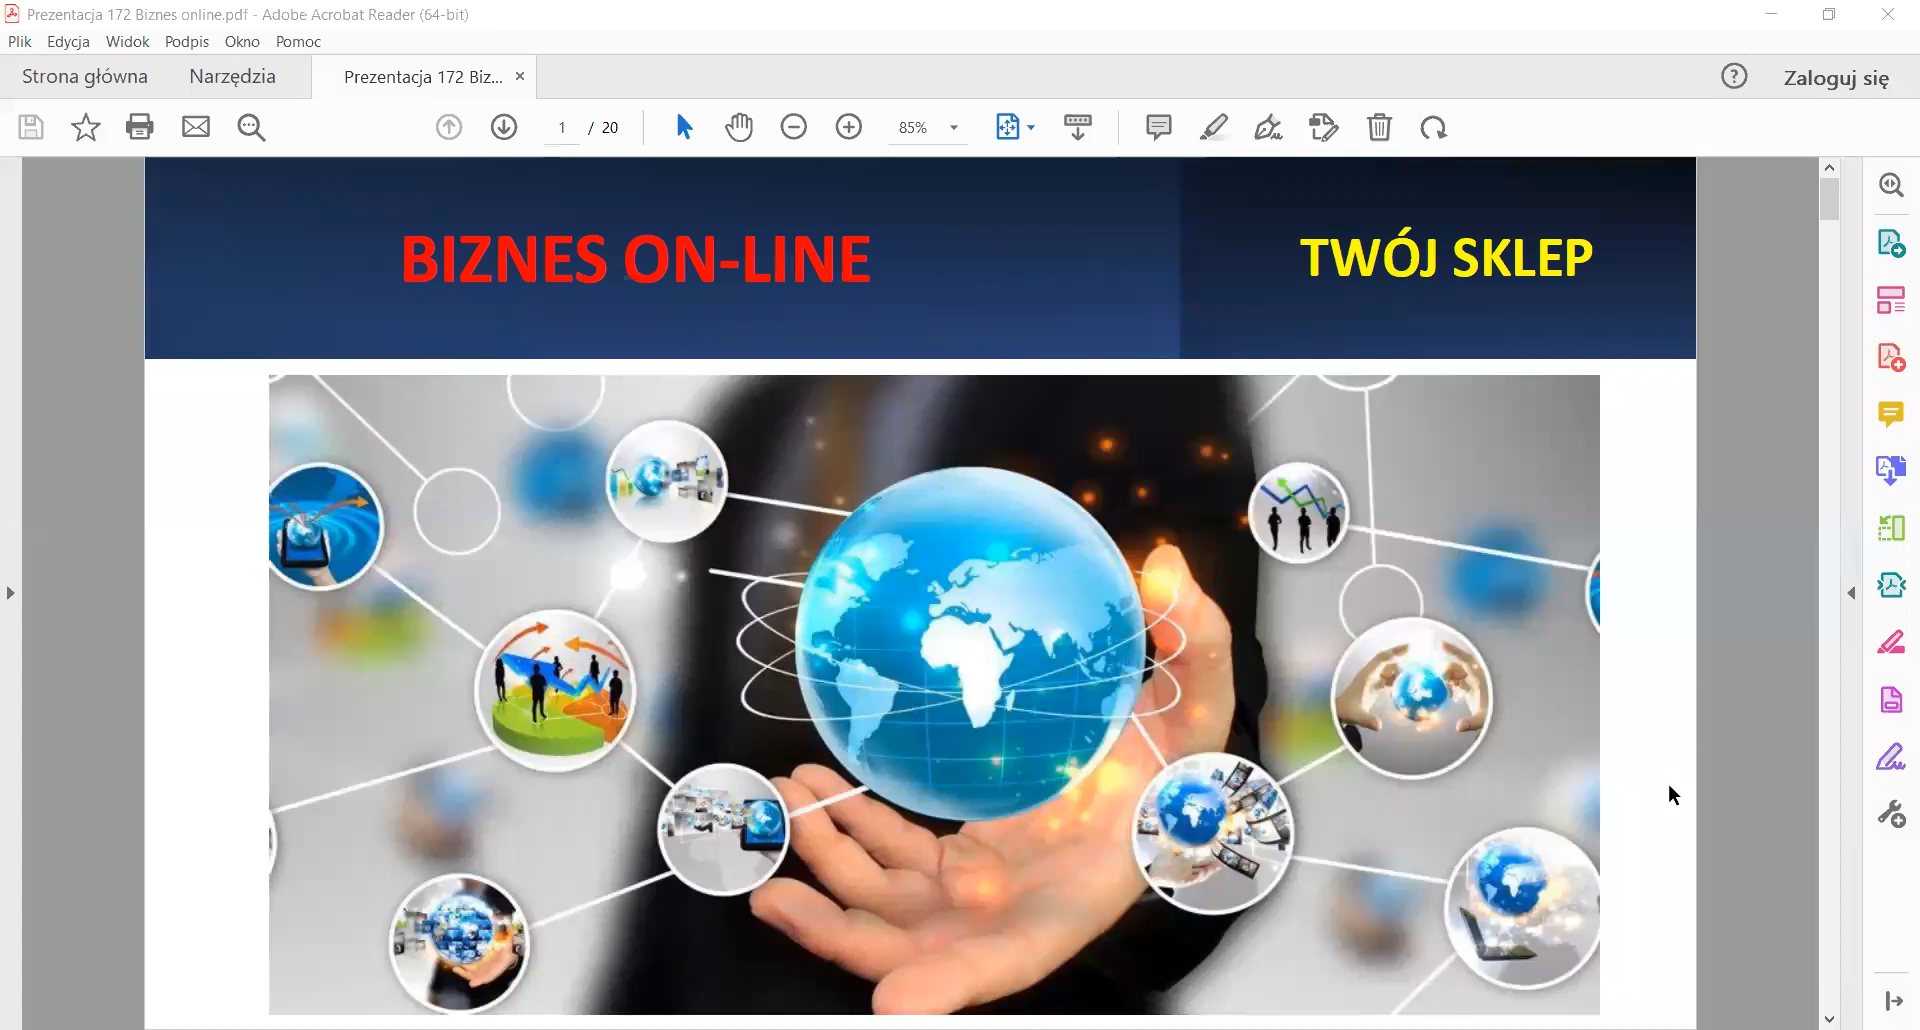 Prezentacja 172 Biznes online.pdf - Adobe Acrobat Reader (64-bit)
Plik Edycja Widok Podpis Okno Pomoc
Strona główna Narzędzia Prezentacja 172 Biz... Zaloguj się
1 / 20 85%
BIZNES ON-LINE TWÓJ SKLEP